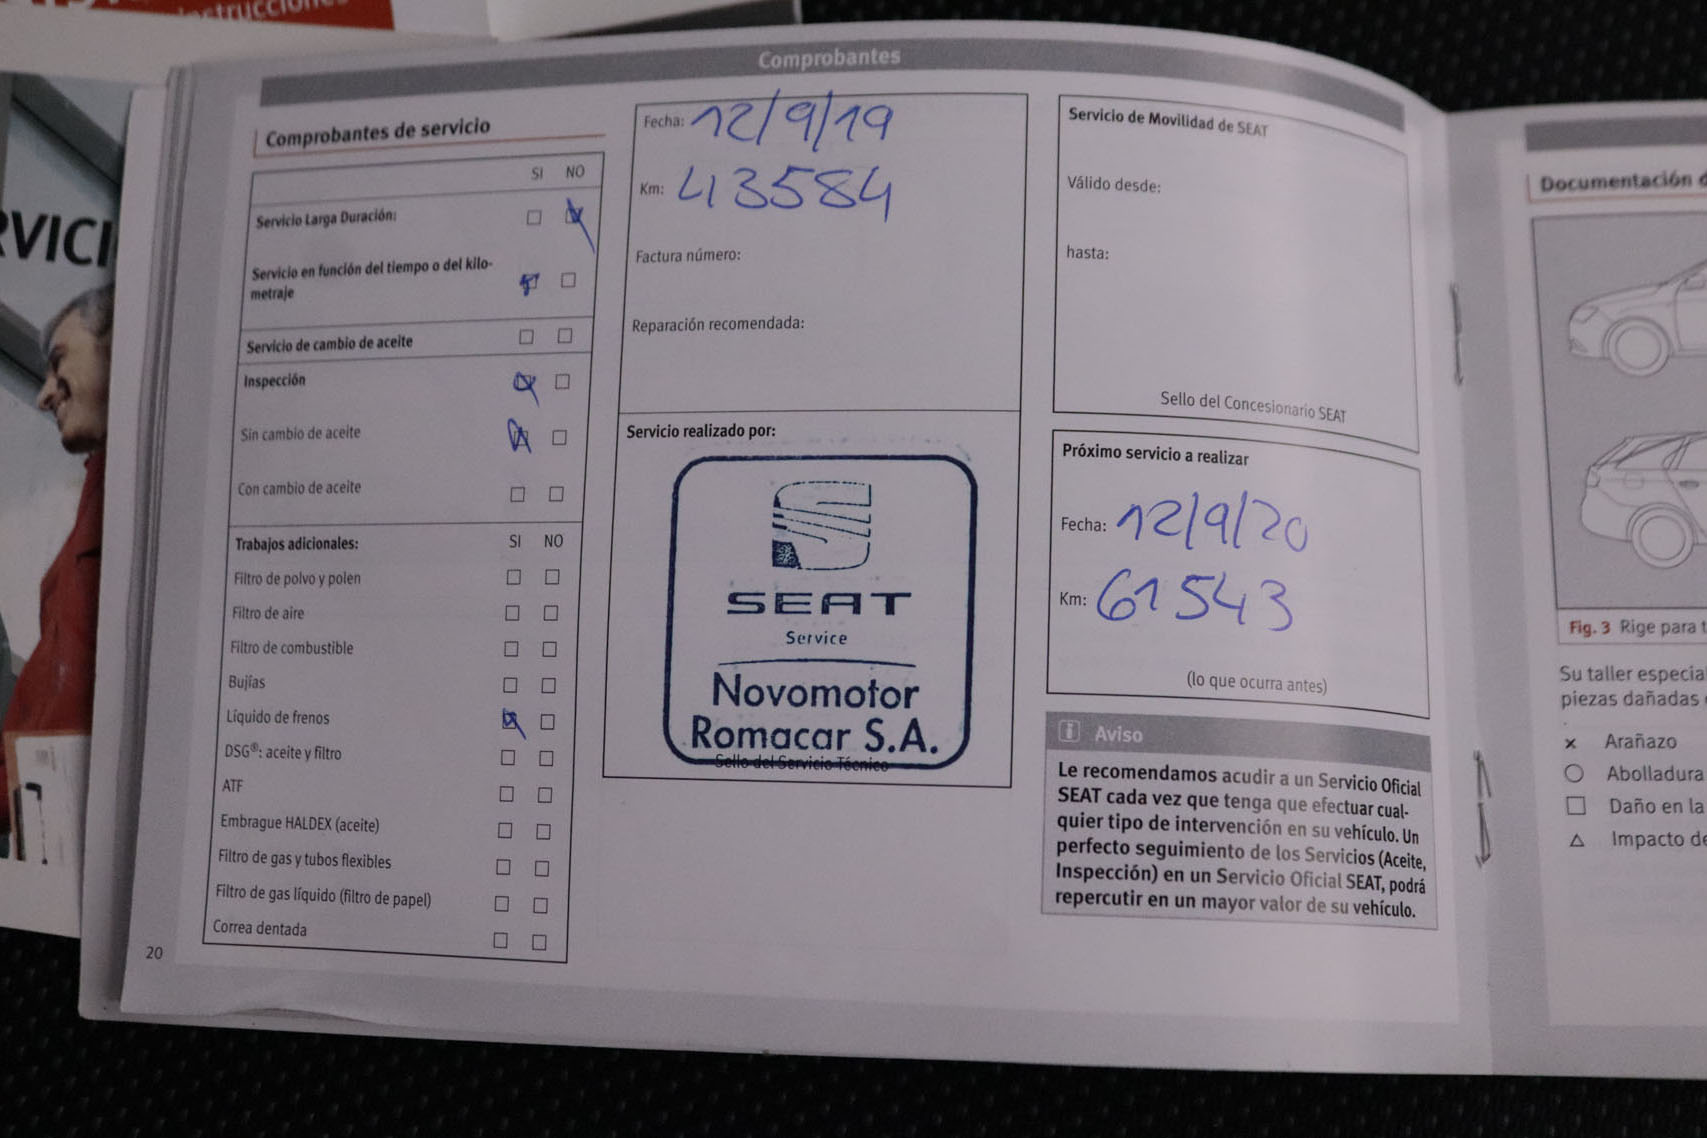 strucciones
RVICI
Comprobantes
Comprobantes de servicio
SI NO
Servicio Larga Duración:
Servicio en función del tiempo o del kilo-
metraje
Servicio de cambio de aceite
Inspección
Sin cambio de aceite
Con cambio de aceite
Trabajos adicionales: SI NO
Filtro de polvo y polen
Filtro de aire
Filtro de combustible
Bujías
Líquido de frenos
DSG®: aceite y filtro
ATF
Embrague HALDEX (aceite)
Filtro de gas y tubos flexibles
Filtro de gas líquido (filtro de papel)
Correa dentada
20
Fecha: 12/9/19
Km: 43584
Factura número:
Reparación recomendada:
Servicio realizado por:
SEAT
Service
Novomotor
Romacar S.A.
Sello del Servicio Técnico
Servicio de Movilidad de SEAT
Válido desde:
hasta:
Sello del Concesionario SEAT
Próximo servicio a realizar
Fecha: 12/9/20
Km: 61543
(lo que ocurra antes)
i Aviso
Le recomendamos acudir a un Servicio Oficial
SEAT cada vez que tenga que efectuar cual-
quier tipo de intervención en su vehículo. Un
perfecto seguimiento de los Servicios (Aceite,
Inspección) en un Servicio Oficial SEAT, podrá
repercutir en un mayor valor de su vehículo.
Documentación d
Fig. 3 Rige para t
Su taller especial
piezas dañadas
x Arañazo
○ Abolladura
□ Daño en la
△ Impacto de